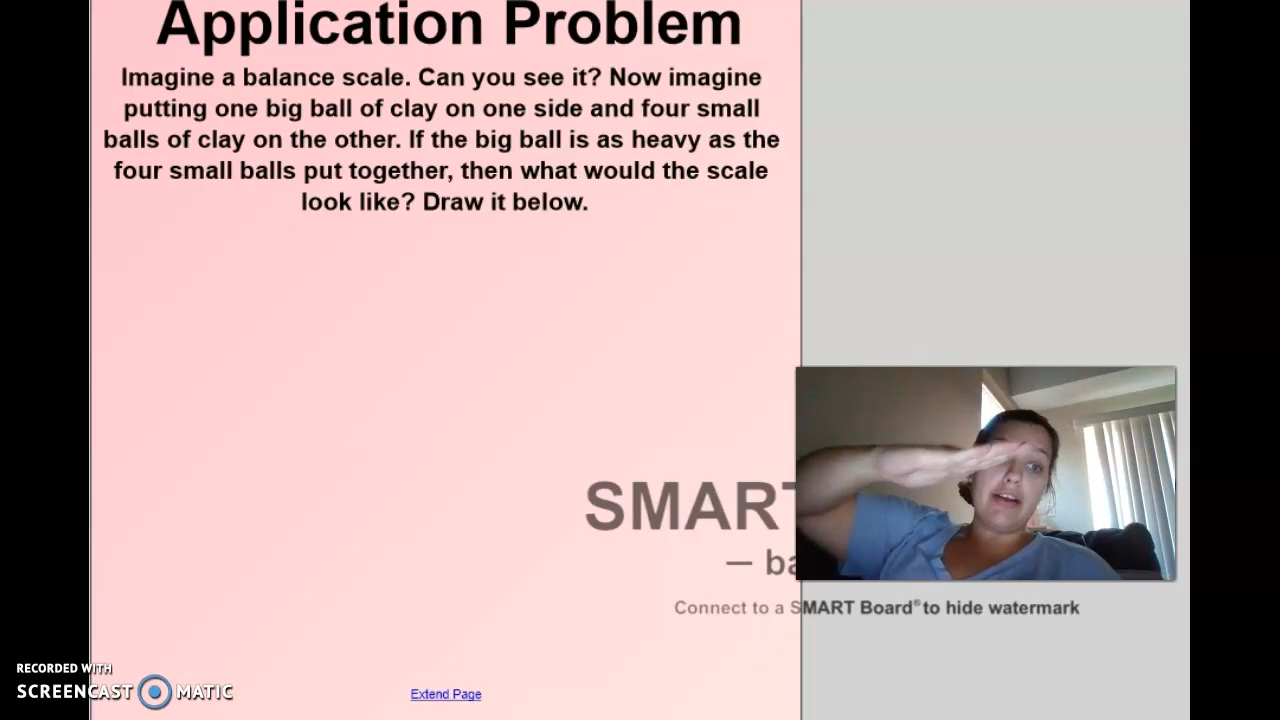 Application Problem
Imagine a balance scale. Can you see it? Now imagine
putting one big ball of clay on one side and four small
balls of clay on the other. If the big ball is as heavy as the
four small balls put together, then what would the scale
look like? Draw it below.
SMART
— ba
Connect to a SMART Board® to hide watermark
RECORDED WITH
SCREENCAST MATIC
Extend Page